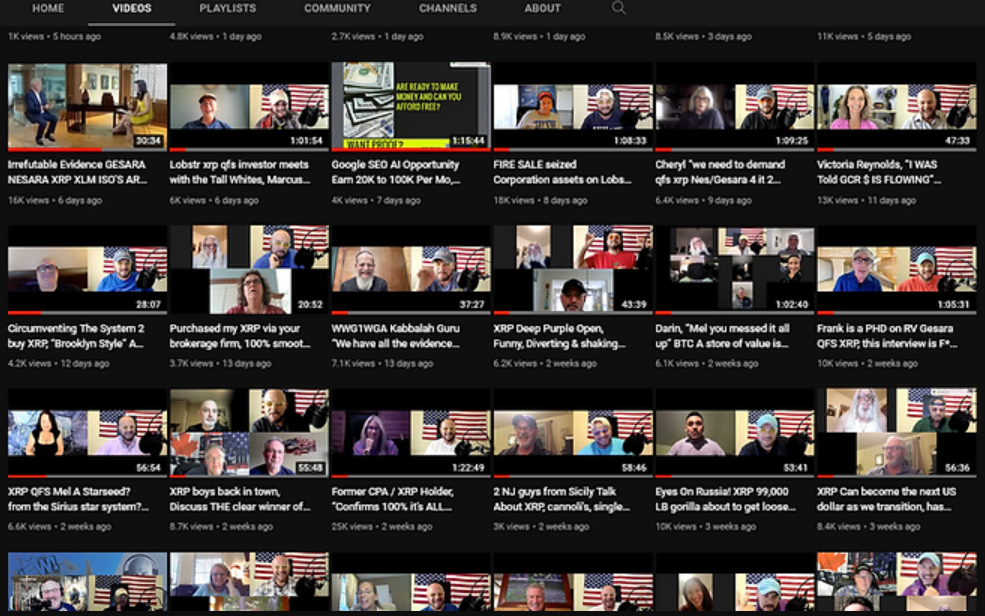 HOME VIDEOS PLAYLISTS COMMUNITY CHANNELS ABOUT
1K views • 5 hours ago
4.8K views • 1 day ago
2.7K views • 1 day ago
8.9K views • 1 day ago
8.5K views • 3 days ago
11K views • 5 days ago
30:34
Irrefutable Evidence GESARA
NESARA XRP XLM ISO'S AR...
16K views • 6 days ago
1:01:54
Lobstr xrp qfs investor meets
with the Tall Whites, Marcus...
6K views • 6 days ago
ARE READY TO MAKE
MONEY AND CAN YOU
AFFORD FREE?
WANT PROOF?
1:15:44
Google SEO AI Opportunity
Earn 20K to 100K Per Mo,...
4K views • 7 days ago
1:08:33
FIRE SALE seized
Corporation assets on Lobs...
18K views • 8 days ago
1:09:25
Cheryl "we need to demand
qfs xrp Nes/Gesara 4 it 2...
6.4K views • 9 days ago
47:33
Victoria Reynolds, "I WAS
Told GCR $ IS FLOWING"...
13K views • 11 days ago
28:07
Circumventing The System 2
buy XRP, "Brooklyn Style" A...
4.2K views • 12 days ago
20:52
Purchased my XRP via your
brokerage firm, 100% smoot...
3.7K views • 13 days ago
37:27
WWG1WGA Kabbalah Guru
"We have all the evidence...
7.1K views • 13 days ago
43:39
XRP Deep Purple Open,
Funny, Diverting & shaking...
6.2K views • 2 weeks ago
1:02:40
Darin, "Mel you messed it all
up" BTC A store of value is...
6.1K views • 2 weeks ago
1:05:31
Frank is a PHD on RV Gesara
QFS XRP, this interview is F*...
10K views • 2 weeks ago
56:54
XRP QFS Mel A Starseed?
from the Sirius star system?...
6.6K views • 2 weeks ago
55:48
XRP boys back in town,
Discuss THE clear winner of...
8.7K views • 2 weeks ago
1:22:49
Former CPA / XRP Holder,
"Confirms 100% it's ALL...
25K views • 2 weeks ago
58:46
2 NJ guys from Sicily Talk
About XRP, cannoli's, single...
3K views • 2 weeks ago
53:41
Eyes On Russia! XRP 99,000
LB gorilla about to get loose...
10K views • 3 weeks ago
56:36
XRP Can become the next US
dollar as we transition, has...
8.4K views • 3 weeks ago